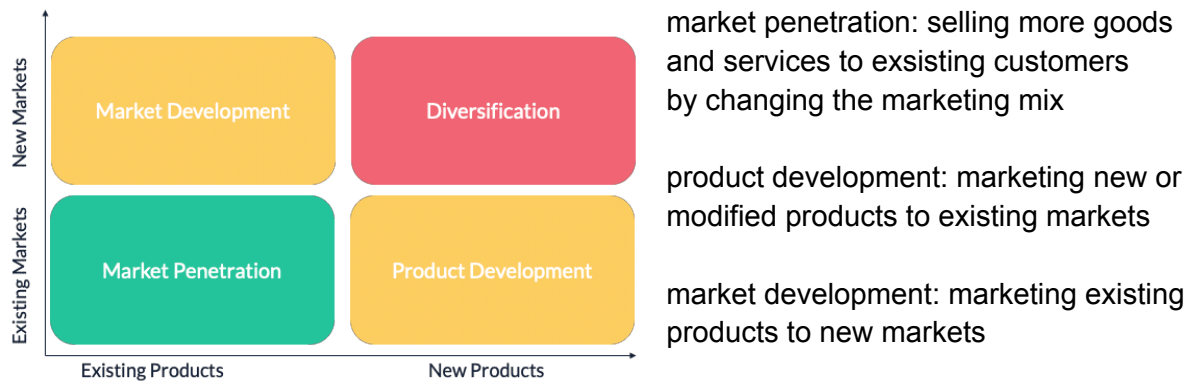 New Markets
Existing Markets
Market Development
Diversification
Market Penetration
Product Development
Existing Products
New Products
market penetration: selling more goods
and services to exsisting customers
by changing the marketing mix
product development: marketing new or
modified products to existing markets
market development: marketing existing
products to new markets